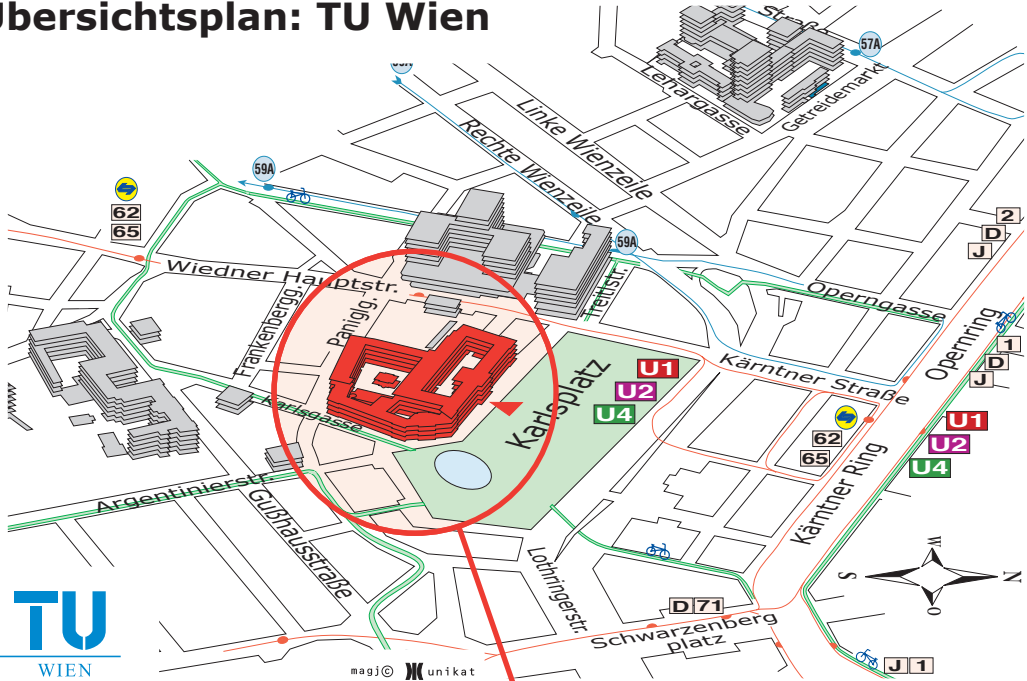 Übersichtsplan: TU Wien
Straße
57A
Lehargasse
Getreidemarkt
Linke Wienzeile
Rechte Wienzeile
59A
62
65
59A
2
D
J
Wiedner Hauptstr.
Treitlstr.
Operngasse
Frankenbergg.
Paniglg.
Opernring
1
D
J
Karlsplatz
U1
U2
U4
Kärntner Straße
Karlsgasse
62
65
U1
U2
U4
Kärntner Ring
Argentinierstr.
Gußhausstraße
Lothringerstr.
W
S
N
O
D 71
Schwarzenberg
platz
J 1
TU
WIEN
magj© unikat